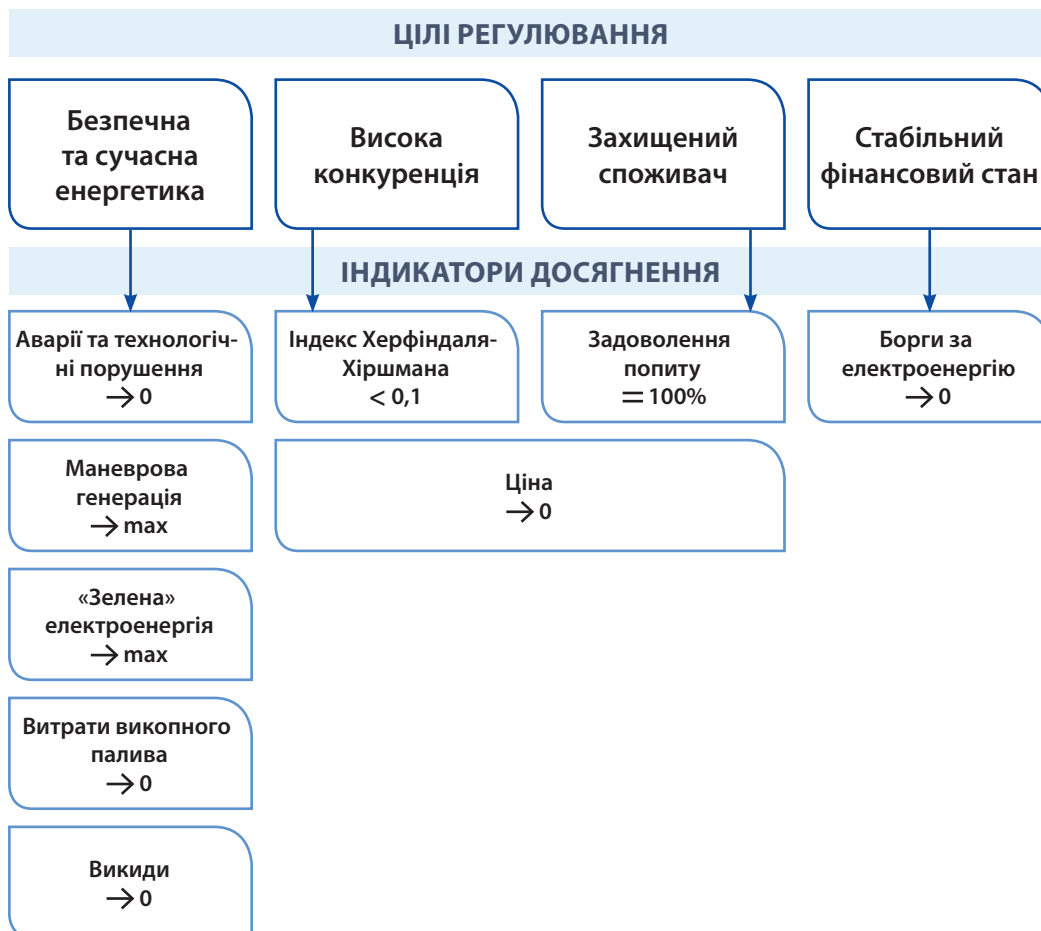 ЦІЛІ РЕГУЛЮВАННЯ
Безпечна
та сучасна
енергетика
Висока
конкуренція
Захищений
споживач
Стабільний
фінансовий стан
ІНДИКАТОРИ ДОСЯГНЕННЯ
Аварії та технологіч-
ні порушення
→ 0
Індекс Херфіндаля-
Хіршмана
< 0,1
Задоволення
попиту
= 100%
Борги за
електроенергію
→ 0
Маневрова
генерація
→ max
Ціна
→ 0
«Зелена»
електроенергія
→ max
Витрати викопного
палива
→ 0
Викиди
→ 0